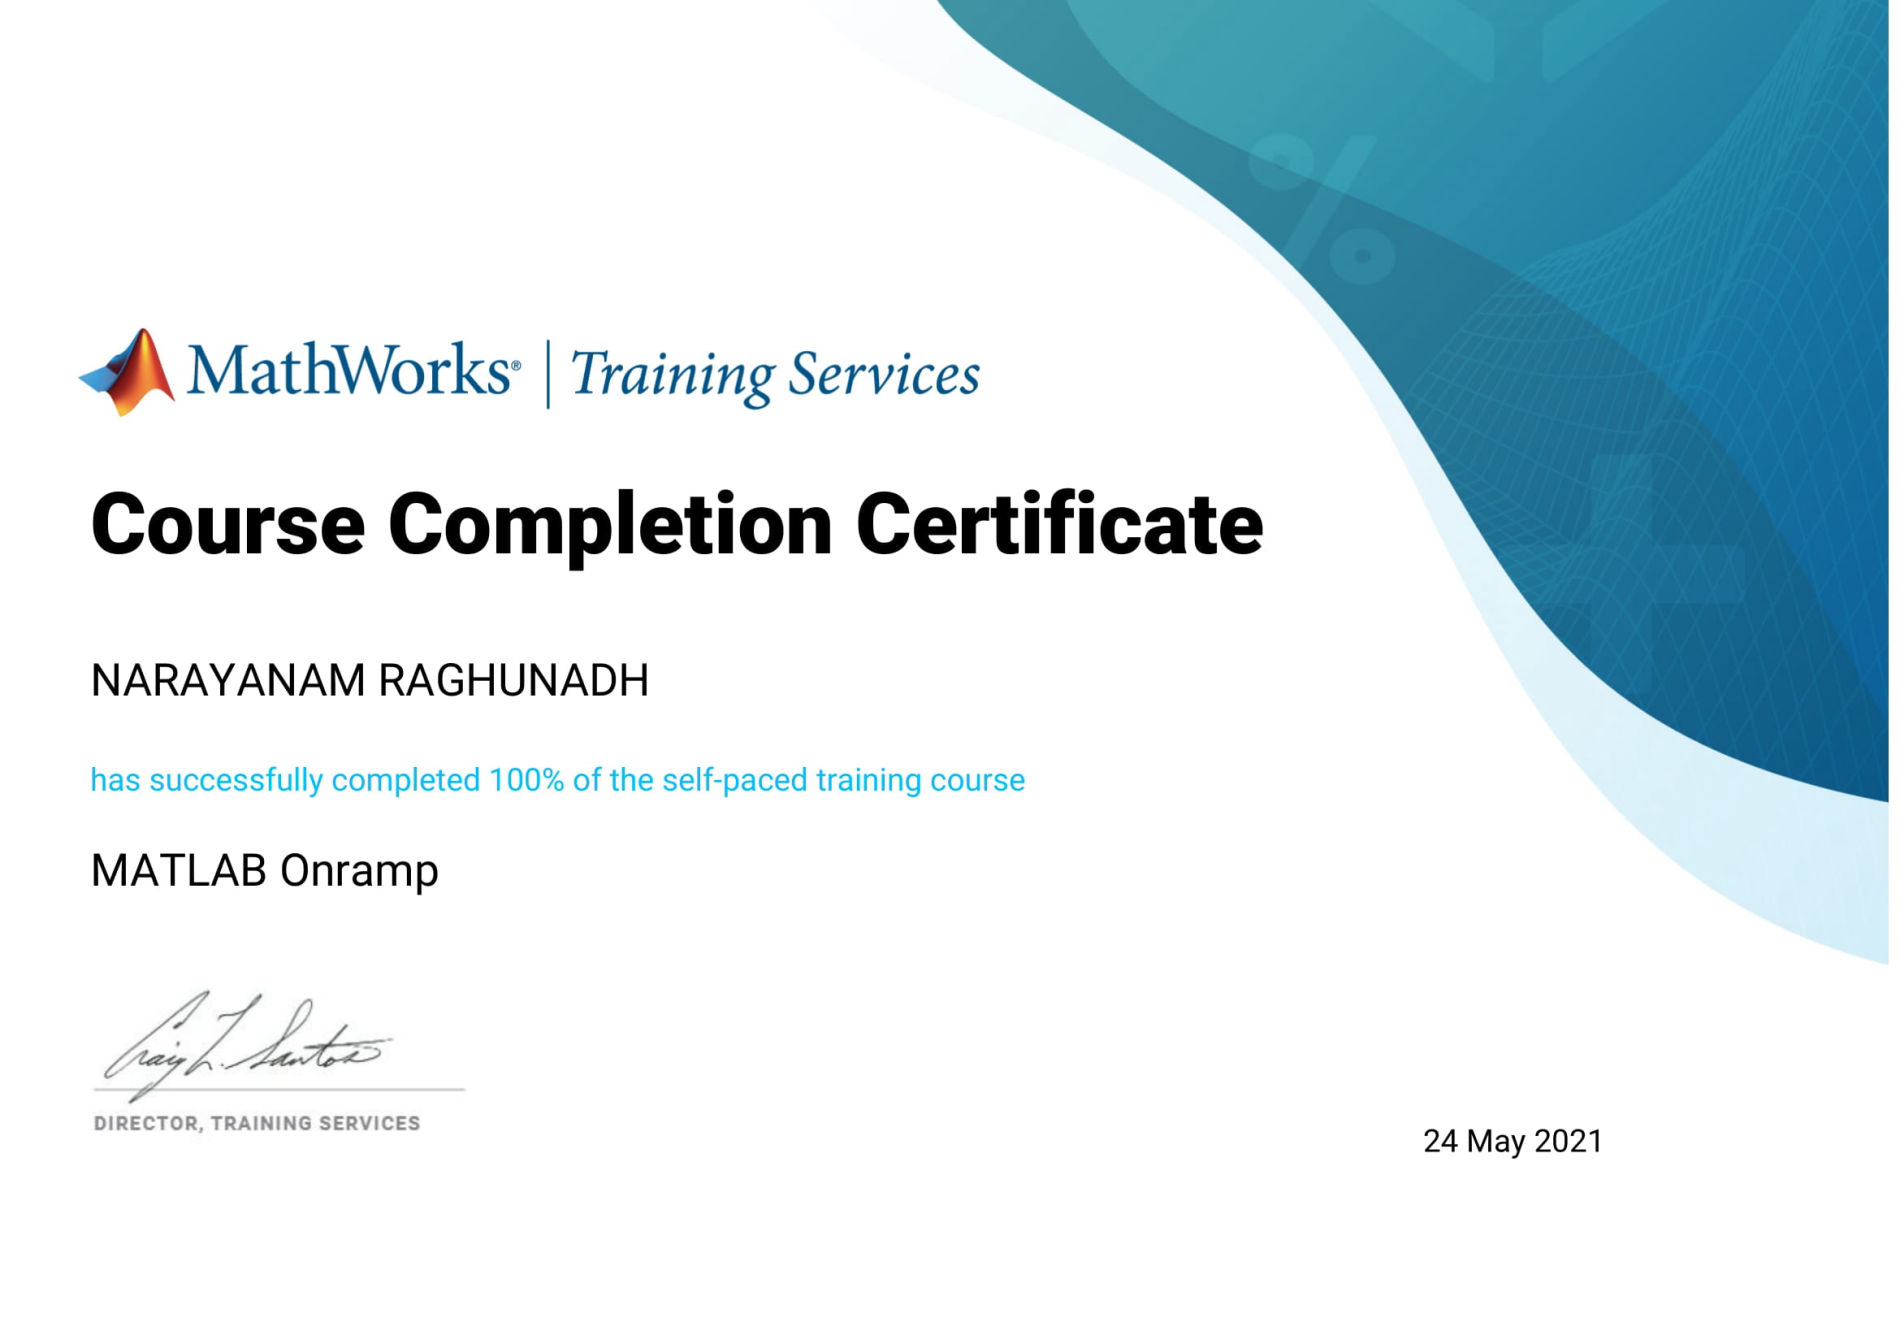 MathWorks® | Training Services
Course Completion Certificate
NARAYANAM RAGHUNADH
has successfully completed 100% of the self-paced training course
MATLAB Onramp
Craig L. Santos
DIRECTOR, TRAINING SERVICES
24 May 2021